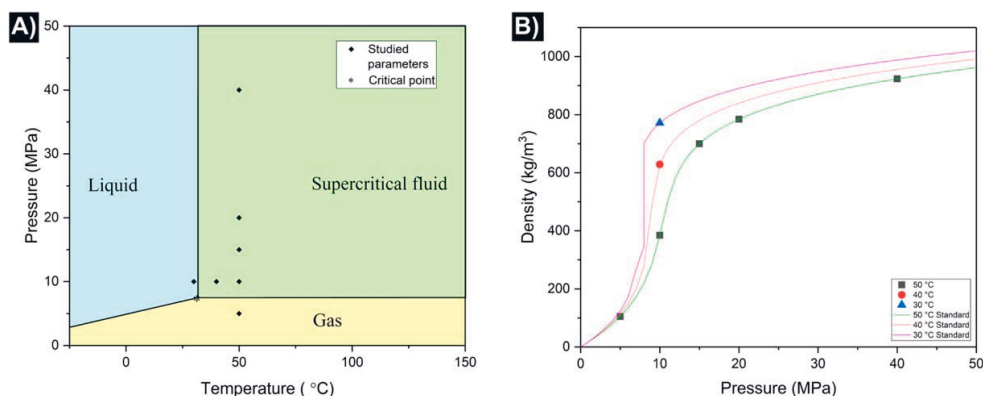 A)
50
40
30
20
10
0
Pressure (MPa)
Liquid
Supercritical fluid
Gas
Studied
parameters
Critical point
0
50
100
150
Temperature ( °C)
B)
1000
800
600
400
200
0
Density (kg/m³)
50 °C
40 °C
30 °C
50 °C Standard
40 °C Standard
30 °C Standard
0
10
20
30
40
50
Pressure (MPa)